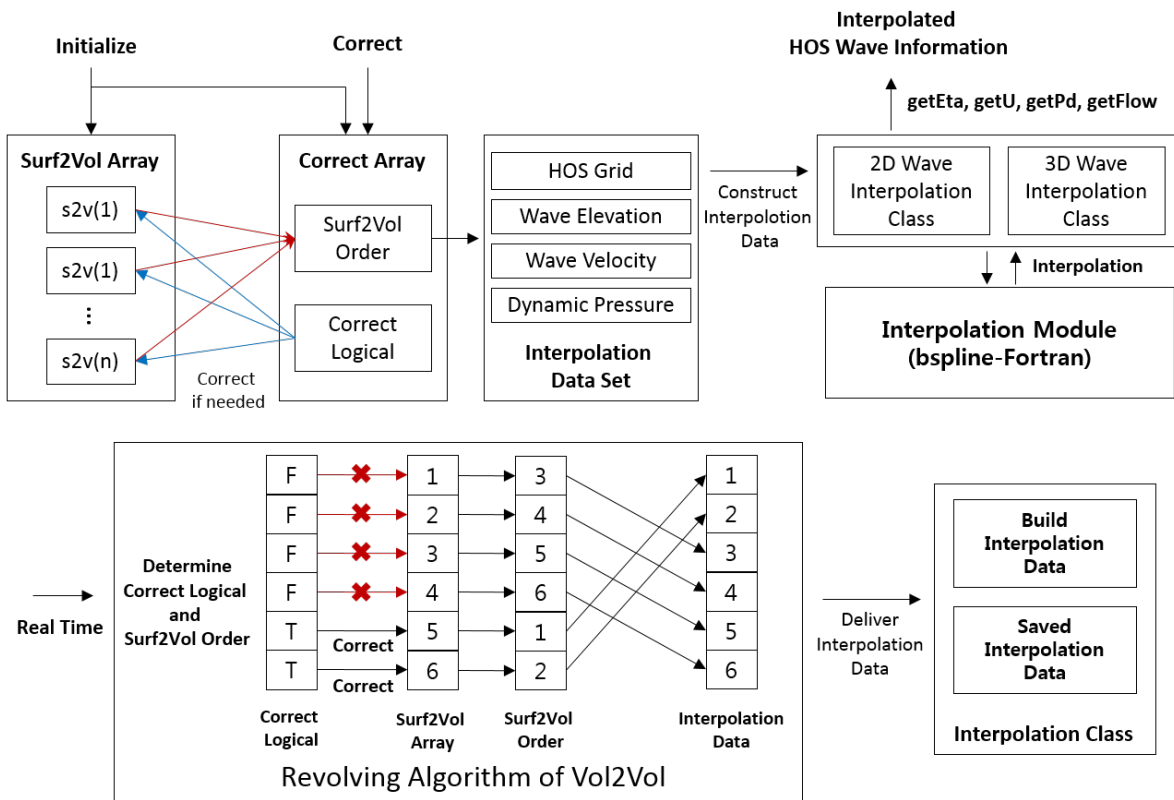 Initialize
Correct
Interpolated
HOS Wave Information
getEta, getU, getPd, getFlow
Surf2Vol Array
s2v(1)
s2v(1)
...
s2v(n)
Correct
if needed
Correct Array
Surf2Vol
Order
Correct
Logical
HOS Grid
Wave Elevation
Wave Velocity
Dynamic Pressure
Interpolation
Data Set
Construct
Interpolotion
Data
2D Wave
Interpolation
Class
3D Wave
Interpolation
Class
Interpolation
Interpolation Module
(bspline-Fortran)
Real Time
Determine
Correct Logical
and
Surf2Vol Order
F 1 3 1
F 2 4 2
F 3 5 3
F 4 6 4
T Correct 5 1 5
T Correct 6 2 6
Correct
Logical
Surf2Vol
Array
Surf2Vol
Order
Interpolation
Data
Revolving Algorithm of Vol2Vol
Deliver
Interpolation
Data
Build
Interpolation
Data
Saved
Interpolation
Data
Interpolation Class